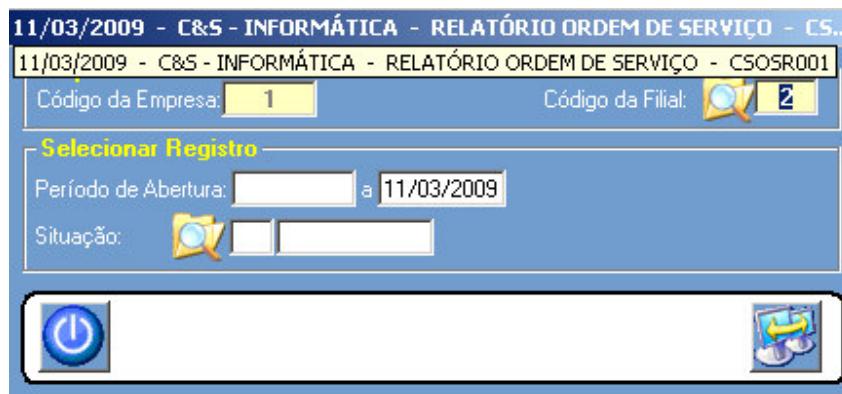 11/03/2009 - C&S - INFORMÁTICA - RELATÓRIO ORDEM DE SERVIÇO - CS..
11/03/2009 - C&S - INFORMÁTICA - RELATÓRIO ORDEM DE SERVIÇO - CSOSR001
Código da Empresa: 1 Código da Filial: 2
Selecionar Registro
Período de Abertura: a 11/03/2009
Situação: